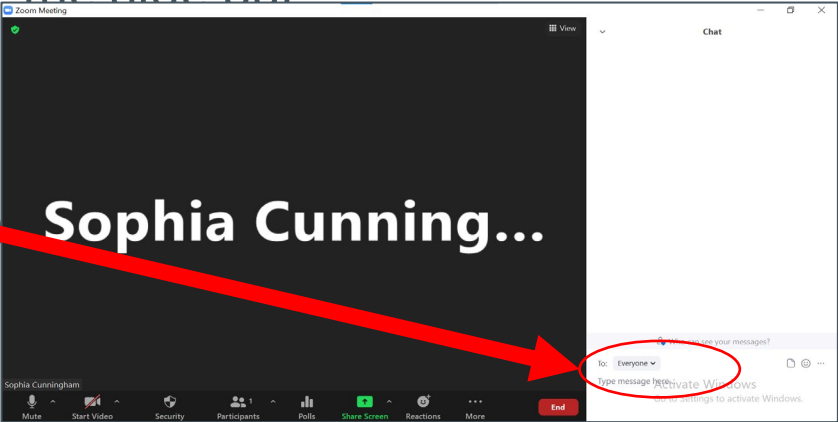 Zoom Meeting
View
Chat
Sophia Cunning...
Who can see your messages?
To: Everyone
Type message here...
Activate Windows
Go to Settings to activate Windows.
Sophia Cunningham
Mute
Start Video
Security
1
Participants
Polls
Share Screen
Reactions
More
End